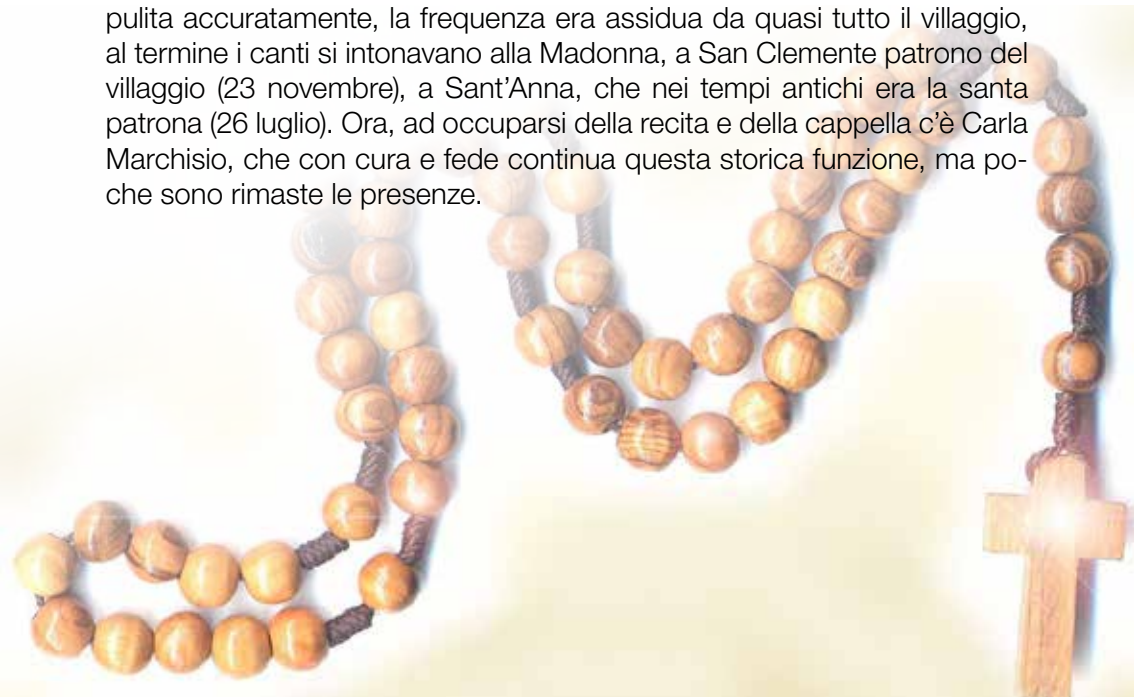 pulita accuratamente, la frequenza era assidua da quasi tutto il villaggio,
al termine i canti si intonavano alla Madonna, a San Clemente patrono del
villaggio (23 novembre), a Sant’Anna, che nei tempi antichi era la santa
patrona (26 luglio). Ora, ad occuparsi della recita e della cappella c’è Carla
Marchisio, che con cura e fede continua questa storica funzione, ma po-
che sono rimaste le presenze.